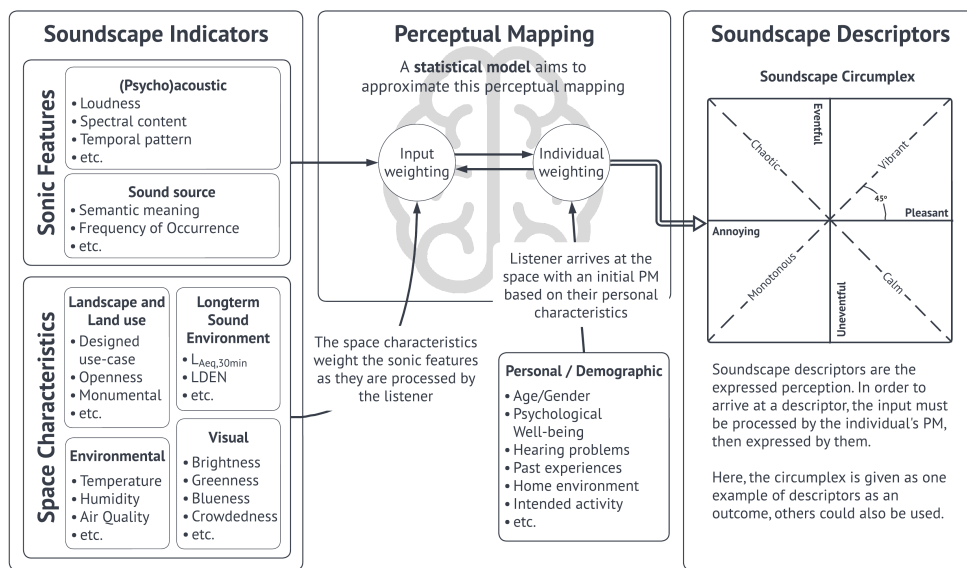 Soundscape Indicators
Sonic Features
(Psycho)acoustic
• Loudness
• Spectral content
• Temporal pattern
• etc.
Sound source
• Semantic meaning
• Frequency of Occurrence
• etc.
Space Characteristics
Landscape and
Land use
• Designed
use-case
• Openness
• Monumental
• etc.
Longterm
Sound
Environment
• LAeq,30min
• LDEN
• etc.
Environmental
• Temperature
• Humidity
• Air Quality
• etc.
Visual
• Brightness
• Greenness
• Blueness
• Crowdedness
• etc.
Perceptual Mapping
A statistical model aims to
approximate this perceptual mapping
Input
weighting
Individual
weighting
The space characteristics
weight the sonic features
as they are processed by
the listener
Listener arrives at the
space with an initial PM
based on their personal
characteristics
Personal / Demographic
• Age/Gender
• Psychological
Well-being
• Hearing problems
• Past experiences
• Home environment
• Intended activity
• etc.
Soundscape Descriptors
Soundscape Circumplex
Eventful
Chaotic
Vibrant
45º
Pleasant
Annoying
Monotonous
Uneventful
Calm
Soundscape descriptors are the
expressed perception. In order to
arrive at a descriptor, the input must
be processed by the individual's PM,
then expressed by them.
Here, the circumplex is given as one
example of descriptors as an
outcome, others could also be used.